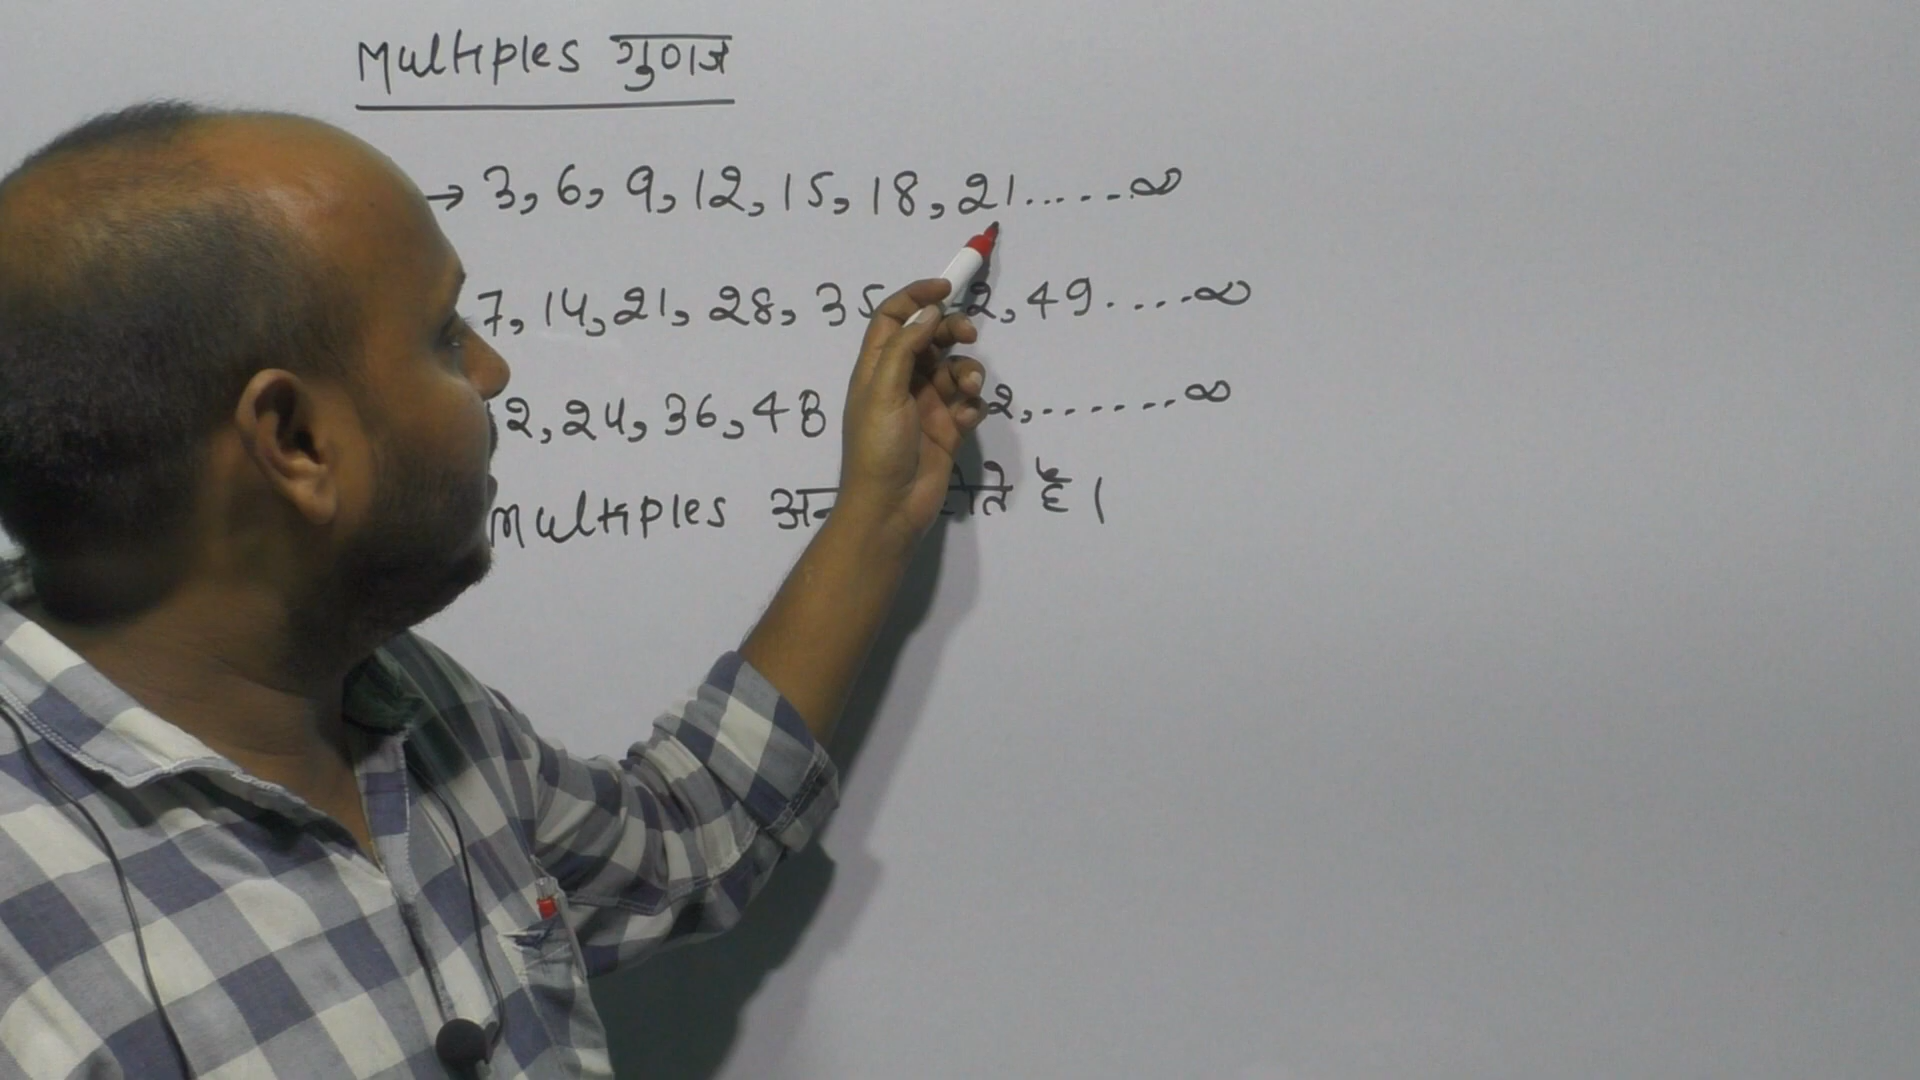 Multiples गुणज
→ 3, 6, 9, 12, 15, 18, 21.....∞
7, 14, 21, 28, 35 2, 49....∞
2, 24, 36, 48 2,......∞
Multiples होते है।